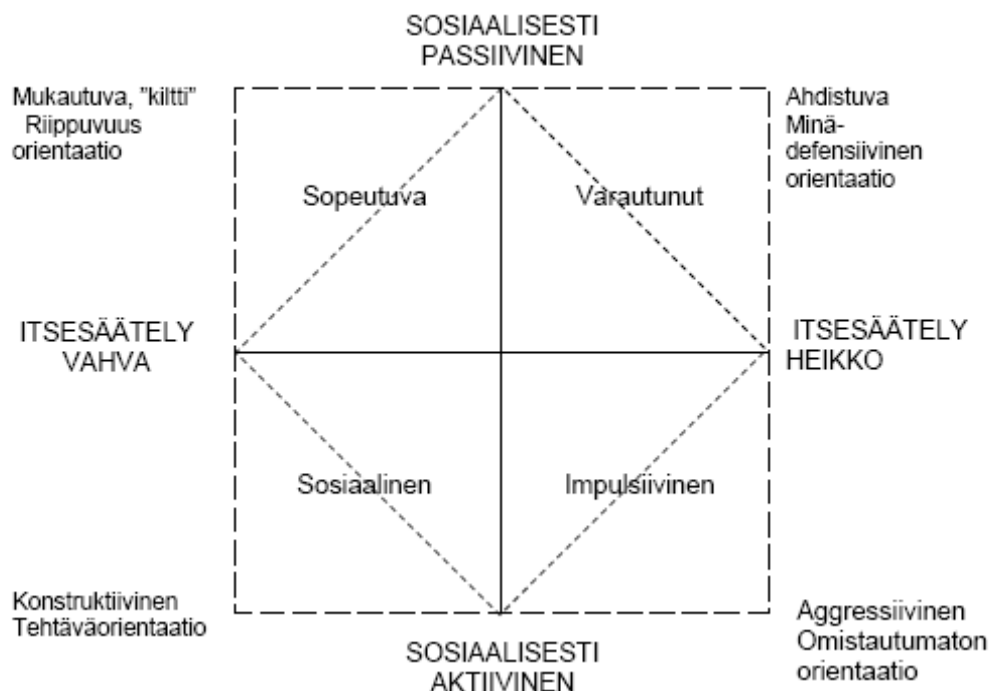 SOSIAALISESTI
PASSIIVINEN
Mukautuva, "kiltti"
Riippuvuus
orientaatio
Ahdistuva
Minä-
defensiivinen
orientaatio
Sopeutuva
Varautunut
ITSESÄÄTELY
VAHVA
ITSESÄÄTELY
HEIKKO
Sosiaalinen
Impulsiivinen
Konstruktiivinen
Tehtäväorientaatio
Aggressiivinen
Omistautumaton
orientaatio
SOSIAALISESTI
AKTIIVINEN